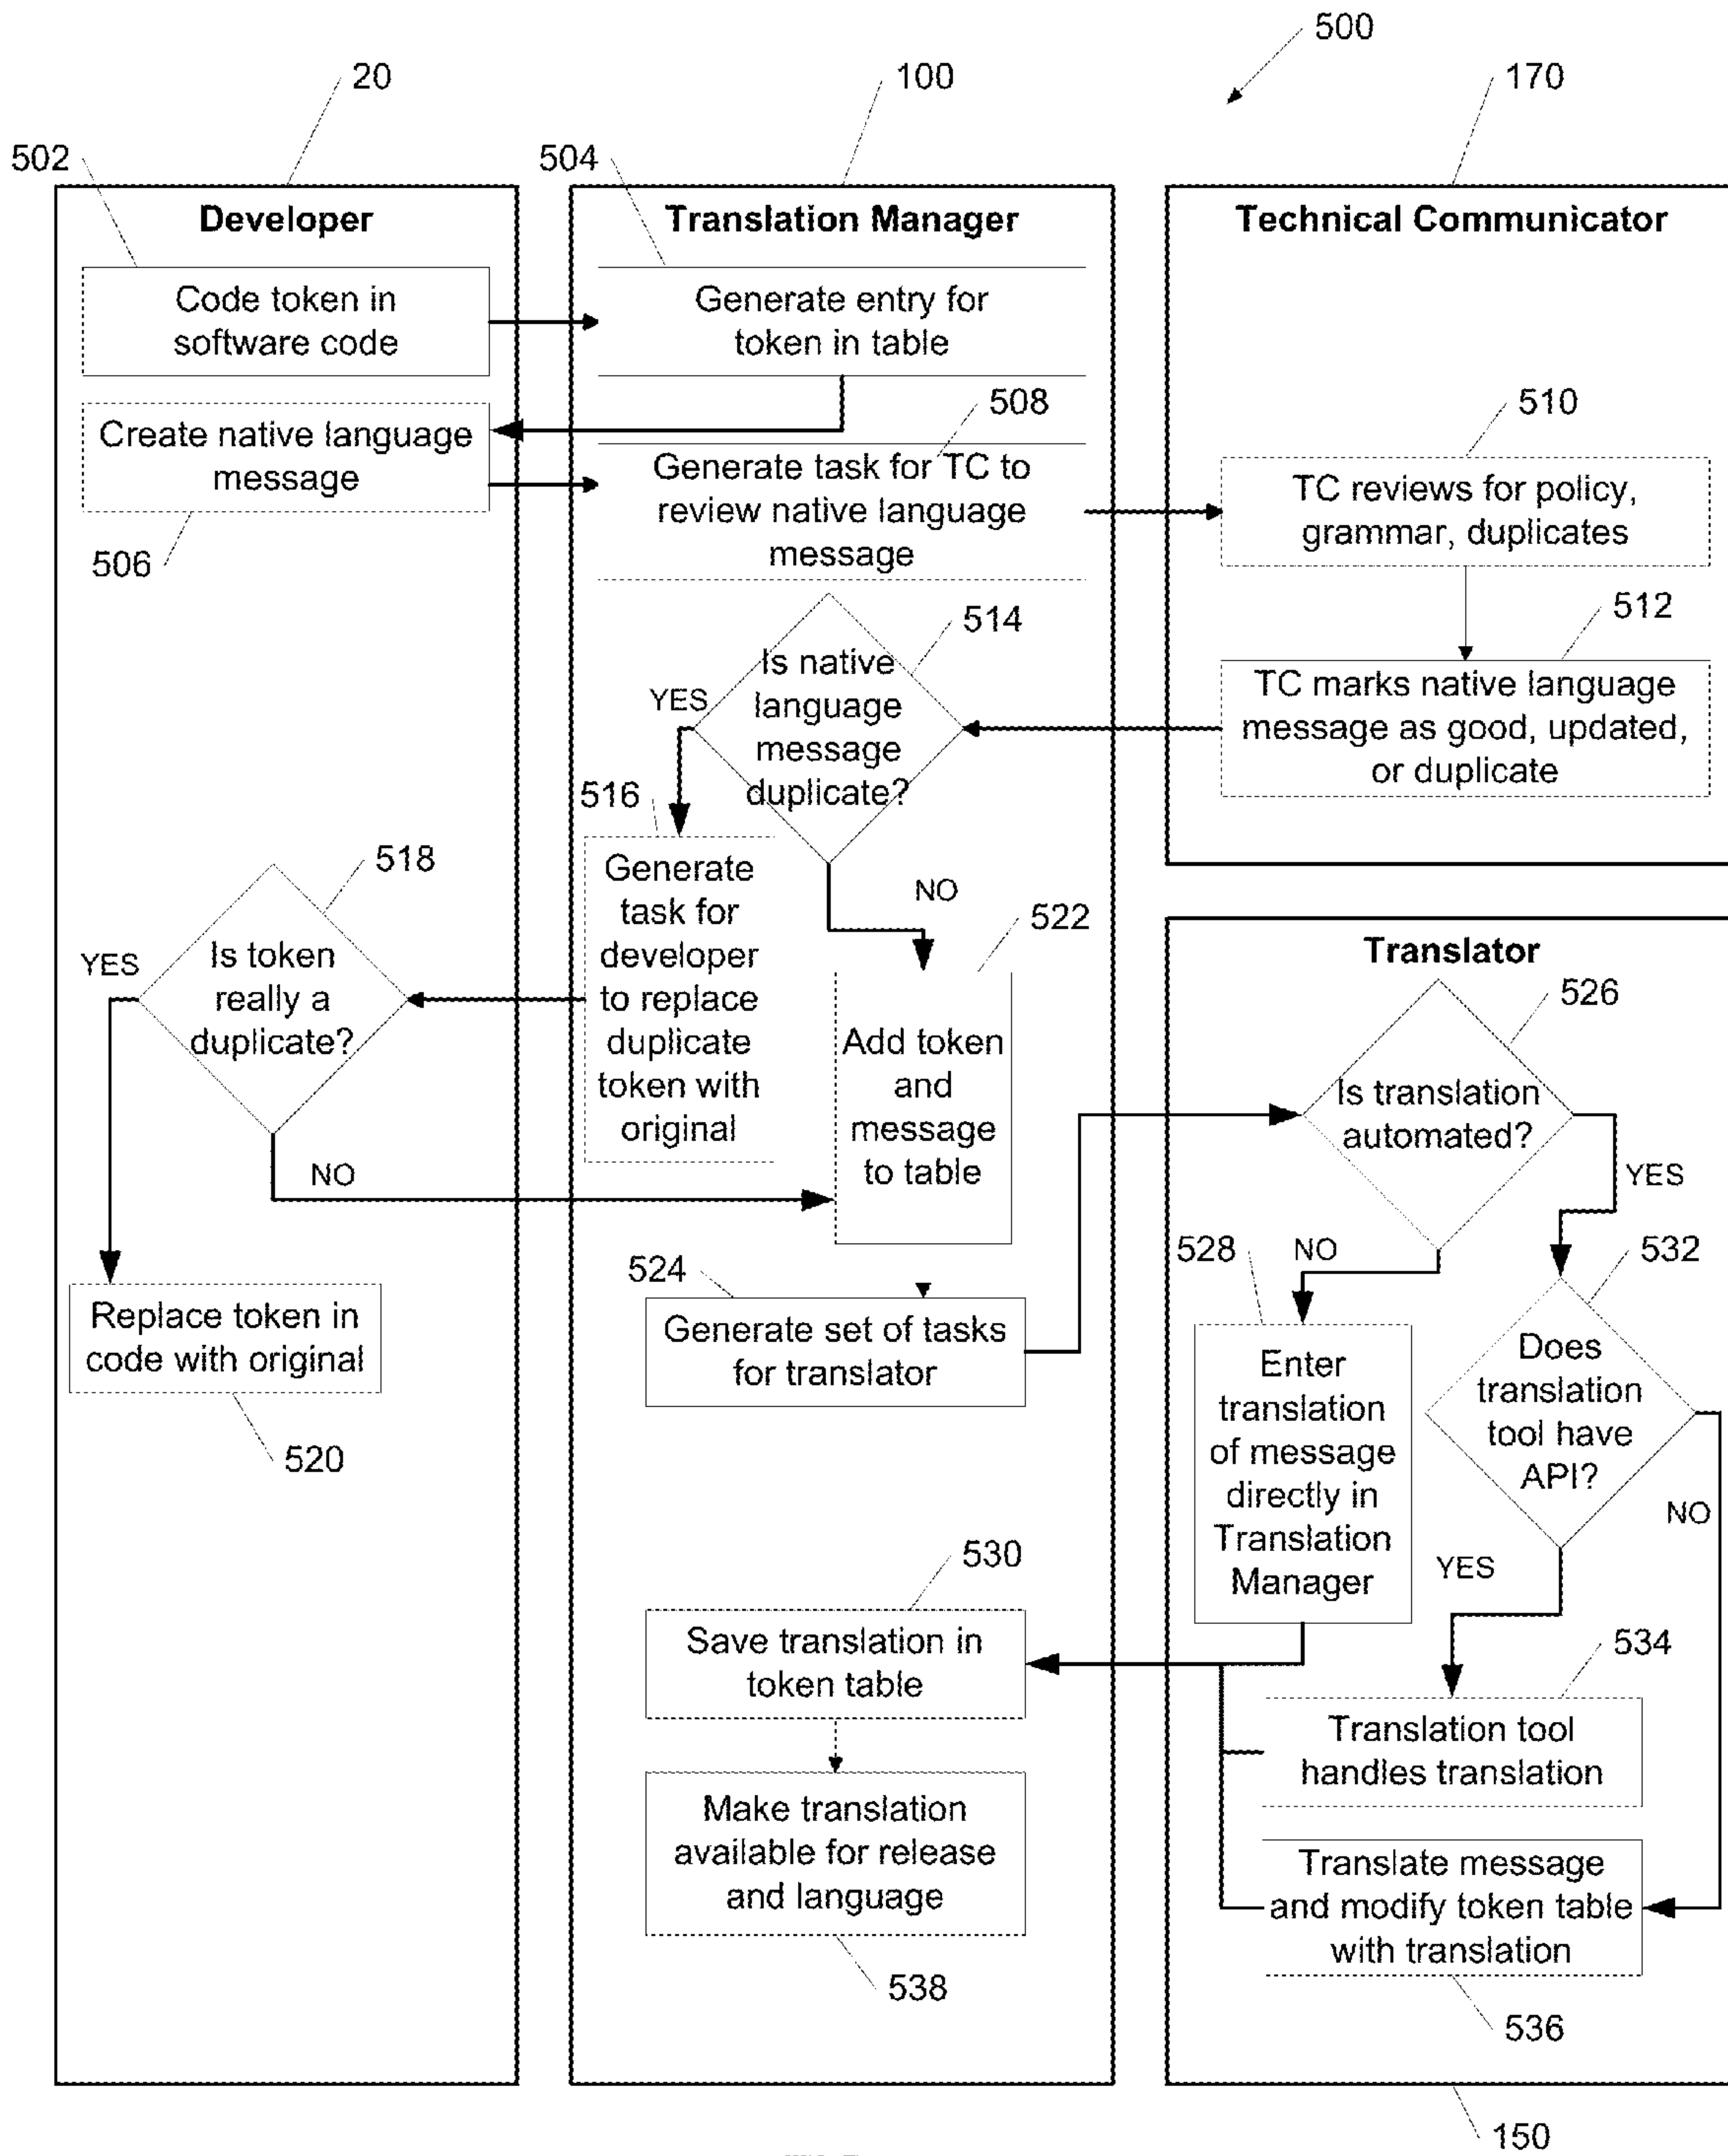 500
20
100
170
502
504
Developer
Translation Manager
Technical Communicator
Code token in
software code
Generate entry for
token in table
508
510
Create native language
message
506
Generate task for TC to
review native language
message
TC reviews for policy,
grammar, duplicates
512
514
Is native
language
message
duplicate?
YES
NO
TC marks native language
message as good, updated,
or duplicate
516
Generate
task for
developer
to replace
duplicate
token with
original
518
Is token
really a
duplicate?
YES
NO
522
Add token
and
message
to table
Translator
526
Is translation
automated?
YES
NO
Replace token in
code with original
520
524
Generate set of tasks
for translator
528
Enter
translation
of message
directly in
Translation
Manager
532
Does
translation
tool have
API?
NO
YES
530
Save translation in
token table
534
Translation tool
handles translation
Make translation
available for release
and language
538
Translate message
and modify token table
with translation
536
150